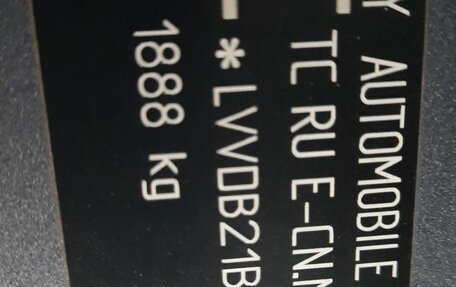 Y AUTOMOBILE
TC RU E-CN.
* LVVDB21B
1888 kg